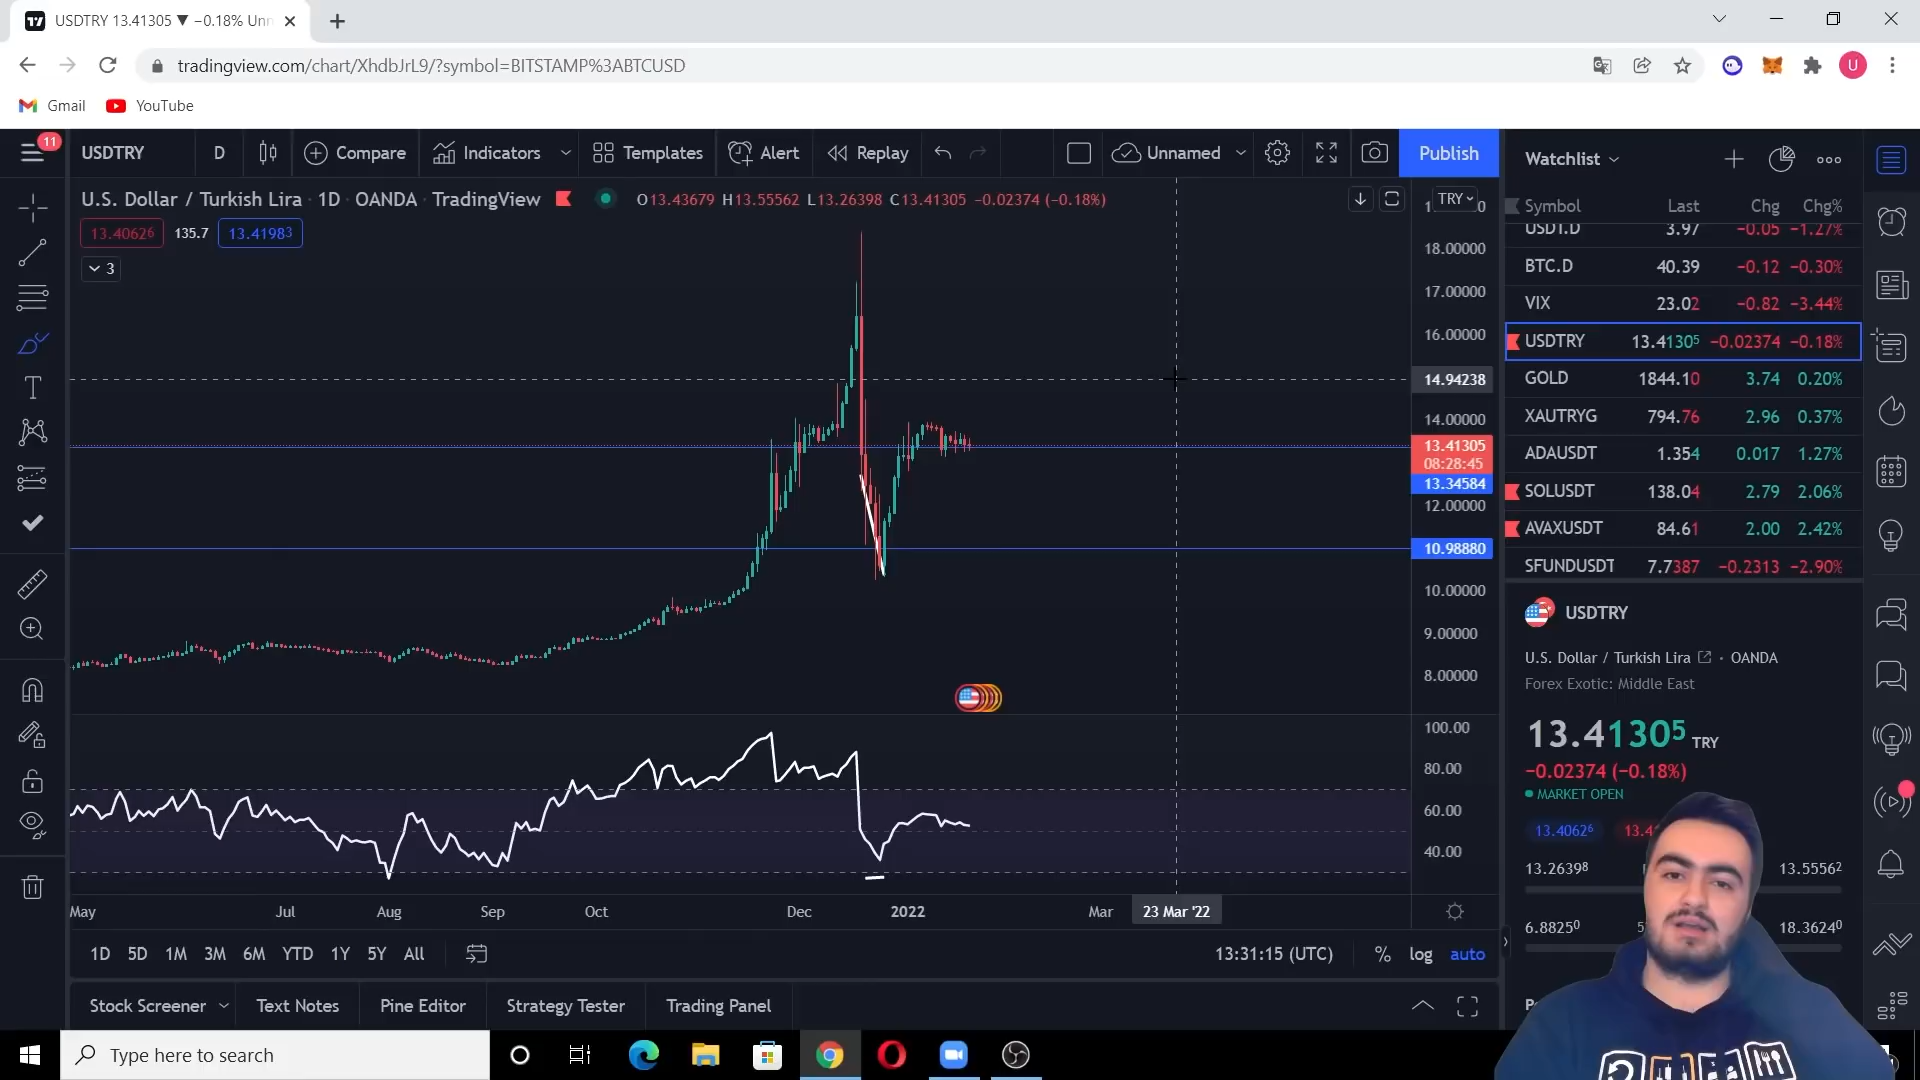 USDTRY 13.41305 ▼ −0.18% Unn
tradingview.com/chart/XhdbJrL9/?symbol=BITSTAMP%3ABTCUSD
U
Gmail YouTube
11
USDTRY D Compare Indicators Templates Alert Replay Unnamed Publish
U.S. Dollar / Turkish Lira · 1D · OANDA · TradingView O13.43679 H13.55562 L13.26398 C13.41305 −0.02374 (−0.18%)
13.40626 135.7 13.41983
3
TRY
18.00000
17.00000
16.00000
14.94238
14.00000
13.41305
08:28:45
13.34584
12.00000
10.98880
10.00000
9.00000
8.00000
100.00
80.00
60.00
40.00
May Jul Aug Sep Oct Dec 2022 Mar 23 Mar '22
1D 5D 1M 3M 6M YTD 1Y 5Y All 13:31:15 (UTC) % log auto
Stock Screener Text Notes Pine Editor Strategy Tester Trading Panel
Watchlist
Symbol Last Chg Chg%
USDT.D 3.97 −0.05 −1.27%
BTC.D 40.39 −0.12 −0.30%
VIX 23.02 −0.82 −3.44%
USDTRY 13.41305 −0.02374 −0.18%
GOLD 1844.10 3.74 0.20%
XAUTRYG 794.76 2.96 0.37%
ADAUSDT 1.354 0.017 1.27%
SOLUSDT 138.04 2.79 2.06%
AVAXUSDT 84.61 2.00 2.42%
SFUNDUSDT 7.7387 −0.2313 −2.90%
USDTRY
U.S. Dollar / Turkish Lira · OANDA
Forex Exotic: Middle East
13.41305 TRY
−0.02374 (−0.18%)
MARKET OPEN
13.40626 13.4
13.26398 13.55562
6.88250 18.36240
Type here to search